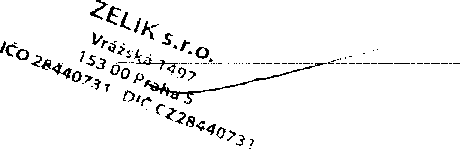 ZELIK s.r.o.
Vrážská 1497
153 00 Praha 5
IČO 28440731 DIČ CZ28440731